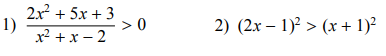 1) (2x² + 5x + 3)/(x² + x − 2) > 0 2) (2x − 1)² > (x + 1)²